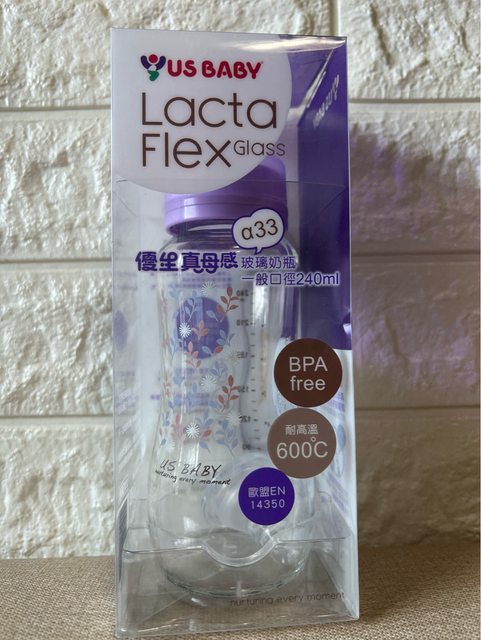 US BABY
Lacta
Flex Glass
α33
優生真母感 玻璃奶瓶
一般口徑240ml
BPA
free
耐高溫
600℃
歐盟EN
14350
US BABY
nurturing every moment
nurturing every moment